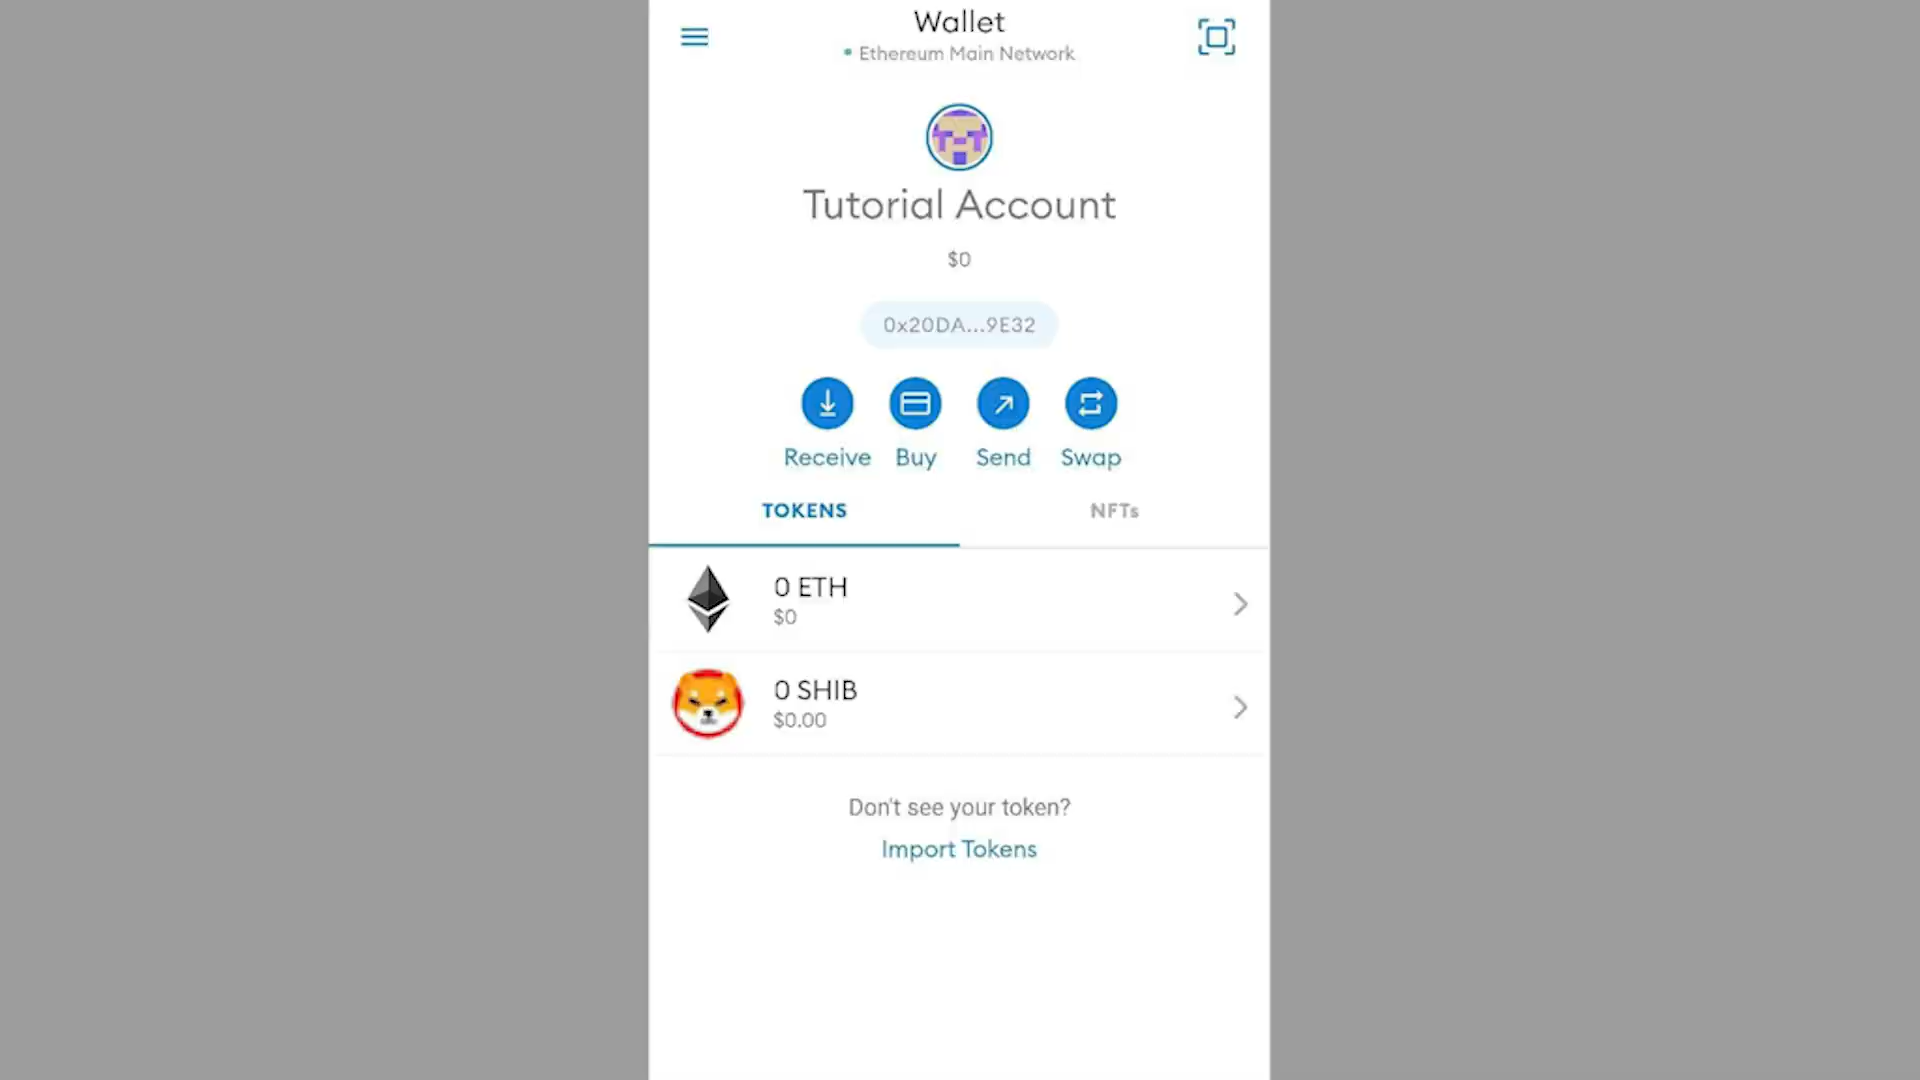 Wallet
Ethereum Main Network
Tutorial Account
$0
0x20DA...9E32
Receive Buy Send Swap
TOKENS NFTs
0 ETH
$0
0 SHIB
$0.00
Don't see your token?
Import Tokens